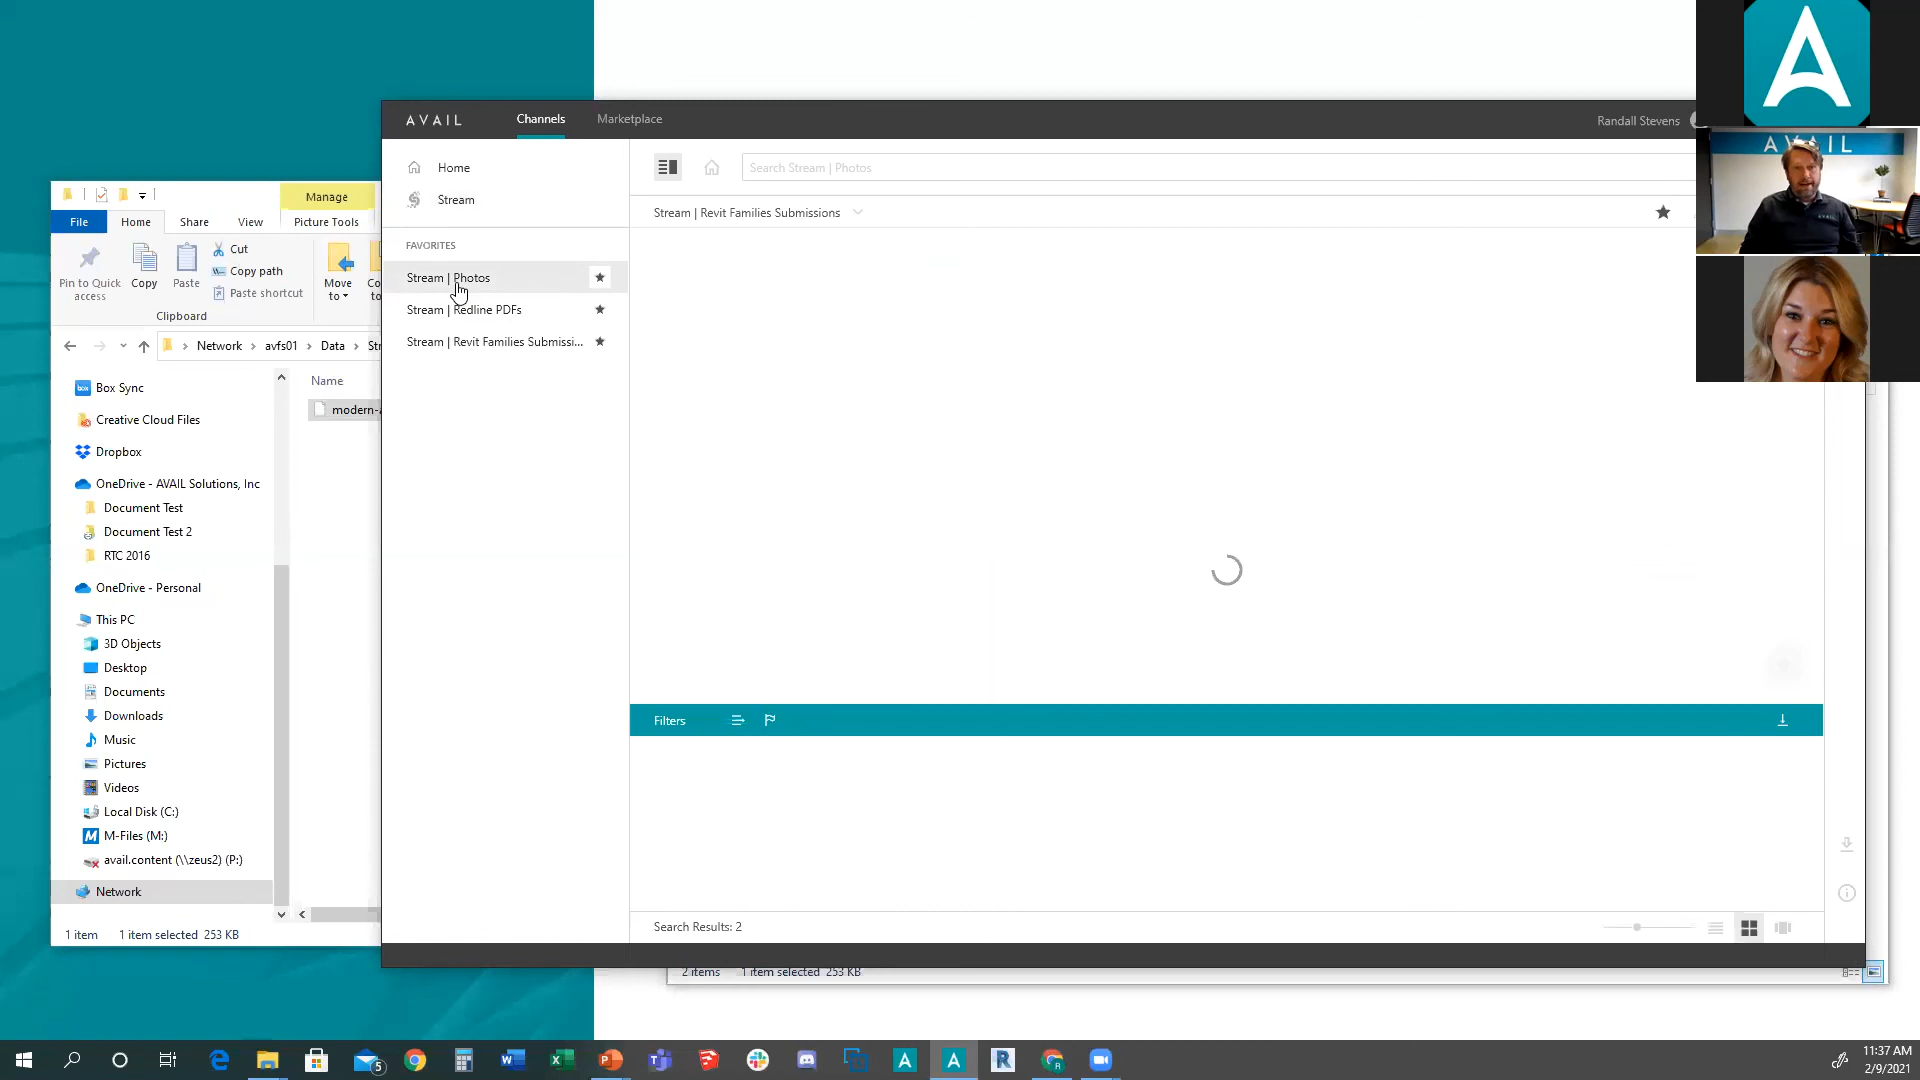 AVAIL
Channels
Marketplace
Randall Stevens
AVAIL
Home
Stream
Search Stream | Photos
Stream | Revit Families Submissions
FAVORITES
Stream | Photos
Stream | Redline PDFs
Stream | Revit Families Submissi...
Manage
File
Home
Share
View
Picture Tools
Pin to Quick access
Copy
Paste
Cut
Copy path
Paste shortcut
Move to
Clipboard
Network
avfs01
Data
Name
Box Sync
Creative Cloud Files
Dropbox
OneDrive - AVAIL Solutions, Inc
Document Test
Document Test 2
RTC 2016
OneDrive - Personal
This PC
3D Objects
Desktop
Documents
Downloads
Music
Pictures
Videos
Local Disk (C:)
M-Files (M:)
avail.content (\\zeus2) (P:)
Network
1 item
1 item selected 253 KB
Filters
Search Results: 2
2 items
1 item selected 253 KB
5
11:37 AM
2/9/2021